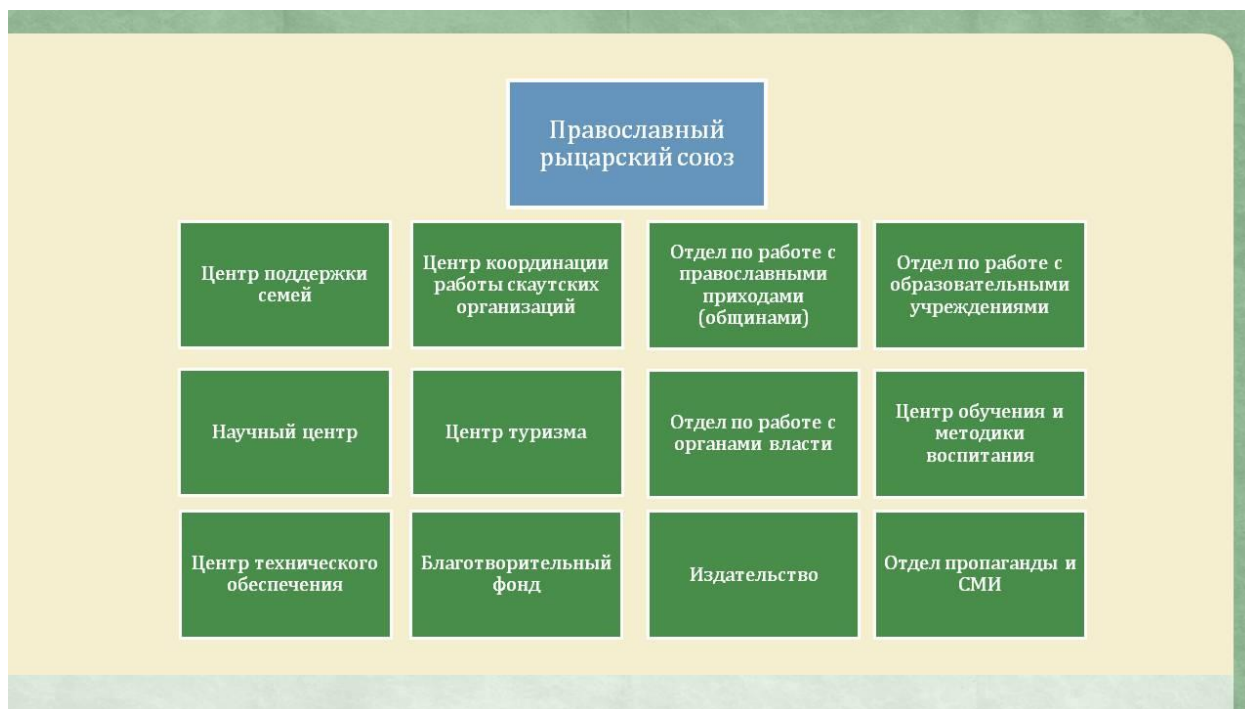 Православный
рыцарский союз
Центр поддержки
семей
Центр координации
работы скаутских
организаций
Отдел по работе с
православными
приходами
(общинами)
Отдел по работе с
образовательными
учреждениями
Научный центр
Центр туризма
Отдел по работе с
органами власти
Центр обучения и
методики
воспитания
Центр технического
обеспечения
Благотворительный
фонд
Издательство
Отдел пропаганды и
СМИ